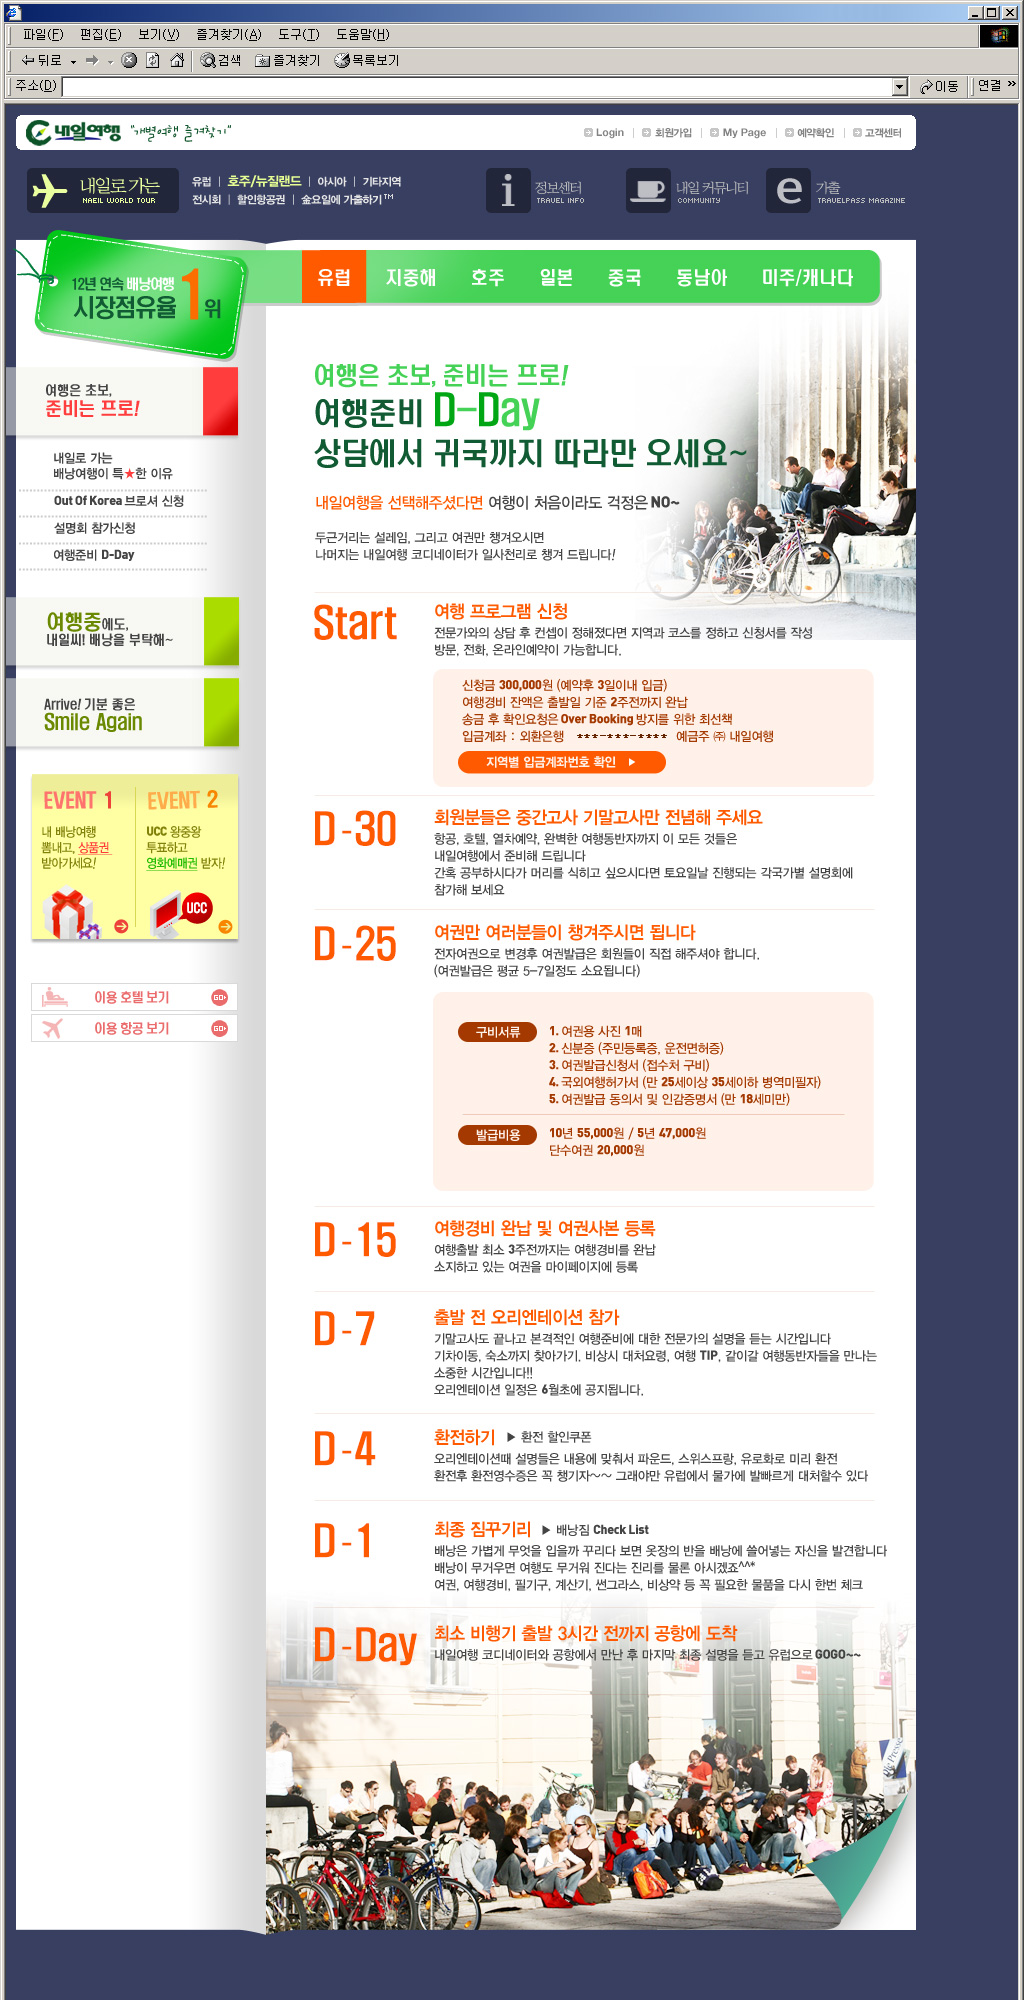 파일(F) 편집(E) 보기(V) 즐겨찾기(A) 도구(T) 도움말(H)
뒤로 검색 즐겨찾기 목록보기
주소(D) 이동 연결 »
내일여행 "개별여행 즐겨찾기"
Login 회원가입 My Page 예약확인 고객센터
내일로 가는
NAEIL WORLD TOUR
유럽 | 호주/뉴질랜드 | 아시아 | 기타지역
전시회 | 할인항공권 | 금요일에 가출하기™
정보센터
TRAVEL INFO
내일 커뮤니티
COMMUNITY
가출
TRAVELPASS MAGAZINE
12년 연속 배낭여행
시장점유율 1위
유럽 지중해 호주 일본 중국 동남아 미주/캐나다
여행은 초보,
준비는 프로!
내일로 가는
배낭여행이 특★한 이유
Out Of Korea 브로셔 신청
설명회 참가신청
여행준비 D-Day
여행중에도,
내일씨! 배낭을 부탁해~
Arrive! 기분 좋은
Smile Again
EVENT 1
내 배낭여행
뽐내고, 상품권
받아가세요!
EVENT 2
UCC 왕중왕
투표하고
영화예매권 받자!
UCC
이용 호텔 보기 GO
이용 항공 보기 GO
여행은 초보, 준비는 프로!
여행준비 D-Day
상담에서 귀국까지 따라만 오세요~
내일여행을 선택해주셨다면 여행이 처음이라도 걱정은 NO~
두근거리는 설레임, 그리고 여권만 챙겨오시면
나머지는 내일여행 코디네이터가 일사천리로 챙겨 드립니다!
Start
여행 프로그램 신청
전문가와의 상담 후 컨셉이 정해졌다면 지역과 코스를 정하고 신청서를 작성
방문, 전화, 온라인예약이 가능합니다.
신청금 300,000원 (예약후 3일이내 입금)
여행경비 잔액은 출발일 기준 2주전까지 완납
송금 후 확인요청은 Over Booking 방지를 위한 최선책
입금계좌 : 외환은행 ***-***-**** 예금주 ㈜ 내일여행
지역별 입금계좌번호 확인 ▶
D-30
회원분들은 중간고사 기말고사만 전념해 주세요
항공, 호텔, 열차예약, 완벽한 여행동반자까지 이 모든 것들은
내일여행에서 준비해 드립니다
간혹 공부하시다가 머리를 식히고 싶으시다면 토요일날 진행되는 각국가별 설명회에
참가해 보세요
D-25
여권만 여러분들이 챙겨주시면 됩니다
전자여권으로 변경후 여권발급은 회원들이 직접 해주셔야 합니다.
(여권발급은 평균 5-7일정도 소요됩니다)
구비서류
1. 여권용 사진 1매
2. 신분증 (주민등록증, 운전면허증)
3. 여권발급신청서 (접수처 구비)
4. 국외여행허가서 (만 25세이상 35세이하 병역미필자)
5. 여권발급 동의서 및 인감증명서 (만 18세미만)
발급비용
10년 55,000원 / 5년 47,000원
단수여권 20,000원
D-15
여행경비 완납 및 여권사본 등록
여행출발 최소 3주전까지는 여행경비를 완납
소지하고 있는 여권을 마이페이지에 등록
D-7
출발 전 오리엔테이션 참가
기말고사도 끝나고 본격적인 여행준비에 대한 전문가의 설명을 듣는 시간입니다
기차이동, 숙소까지 찾아가기, 비상시 대처요령, 여행 TIP, 같이갈 여행동반자들을 만나는
소중한 시간입니다!!
오리엔테이션 일정은 6월초에 공지됩니다.
D-4
환전하기 ▶ 환전 할인쿠폰
오리엔테이션때 설명들은 내용에 맞춰서 파운드, 스위스프랑, 유로화로 미리 환전
환전후 환전영수증은 꼭 챙기자~~ 그래야만 유럽에서 물가에 발빠르게 대처할수 있다
D-1
최종 짐꾸기리 ▶ 배낭짐 Check List
배낭은 가볍게 무엇을 입을까 꾸리다 보면 옷장의 반을 배낭에 쓸어넣는 자신을 발견합니다
배낭이 무거우면 여행도 무거워 진다는 진리를 물론 아시겠죠^^*
여권, 여행경비, 필기구, 계산기, 썬그라스, 비상약 등 꼭 필요한 물품을 다시 한번 체크
D-Day
최소 비행기 출발 3시간 전까지 공항에 도착
내일여행 코디네이터와 공항에서 만난 후 마지막 최종 설명을 듣고 유럽으로 GOGO~~